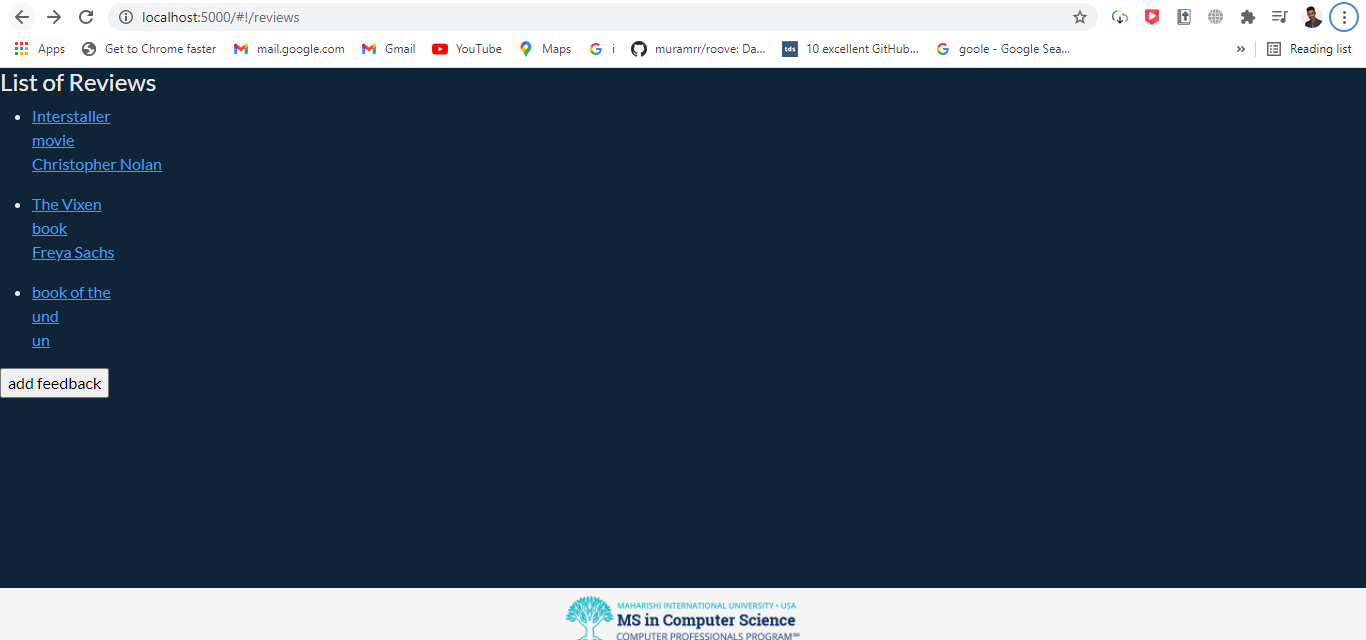 localhost:5000/#!/reviews
Apps Get to Chrome faster mail.google.com Gmail YouTube Maps i muramrr/roove: Da... tds 10 excellent GitHub... goole - Google Sea... » Reading list
List of Reviews
Interstaller
movie
Christopher Nolan
The Vixen
book
Freya Sachs
book of the
und
un
add feedback
MAHARISHI INTERNATIONAL UNIVERSITY • USA
MS in Computer Science
COMPUTER PROFESSIONALS PROGRAM℠